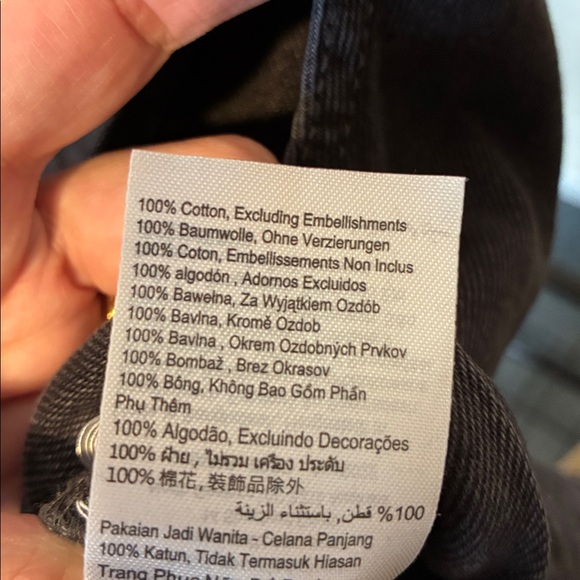 100% Cotton, Excluding Embellishments
100% Baumwolle, Ohne Verzierungen
100% Coton, Embellissements Non Inclus
100% algodón , Adornos Excluidos
100% Bawełna, Za Wyjątkiem Ozdób
100% Bavlna, Kromě Ozdob
100% Bavlna , Okrem Ozdobných Prvkov
100% Bombaž , Brez Okrasov
100% Bông, Không Bao Gồm Phần
Phụ Thêm
100% Algodão, Excluindo Decorações
100% ฝ้าย , ไม่รวม เครื่อง ประดับ
100% 棉花, 裝飾品除外
100% قطن, باستثناء الزينة
Pakaian Jadi Wanita - Celana Panjang
100% Katun, Tidak Termasuk Hiasan
Trang Phục